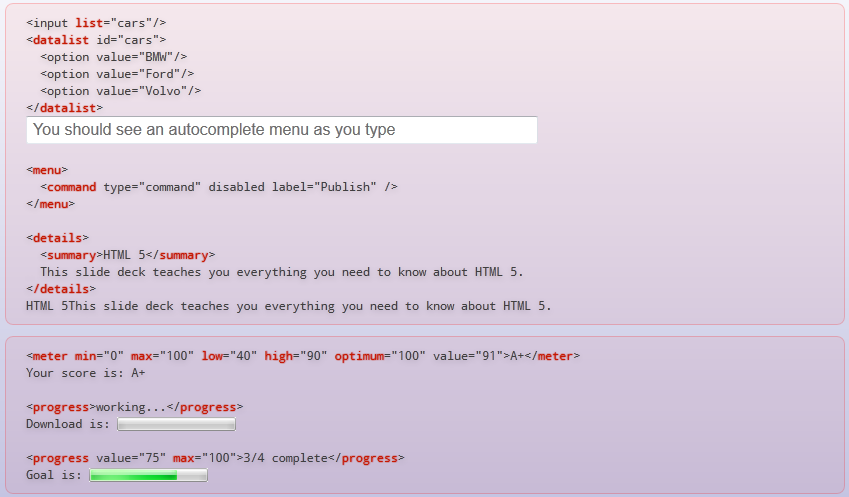 <input list="cars"/>
<datalist id="cars">
<option value="BMW"/>
<option value="Ford"/>
<option value="Volvo"/>
</datalist>
You should see an autocomplete menu as you type
<menu>
<command type="command" disabled label="Publish" />
</menu>
<details>
<summary>HTML 5</summary>
This slide deck teaches you everything you need to know about HTML 5.
</details>
HTML 5This slide deck teaches you everything you need to know about HTML 5.
<meter min="0" max="100" low="40" high="90" optimum="100" value="91">A+</meter>
Your score is: A+
<progress>working...</progress>
Download is:
<progress value="75" max="100">3/4 complete</progress>
Goal is: